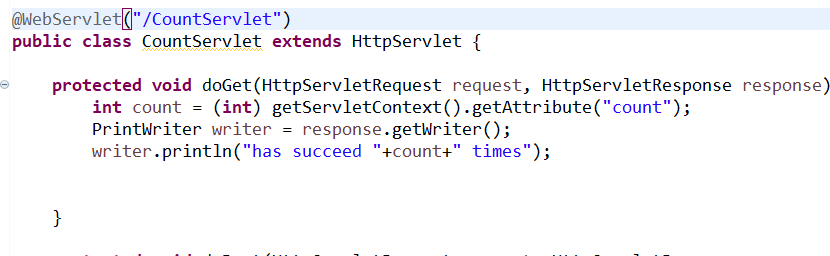 @WebServlet("/CountServlet")
public class CountServlet extends HttpServlet {
protected void doGet(HttpServletRequest request, HttpServletResponse response)
int count = (int) getServletContext().getAttribute("count");
PrintWriter writer = response.getWriter();
writer.println("has succeed "+count+" times");
}